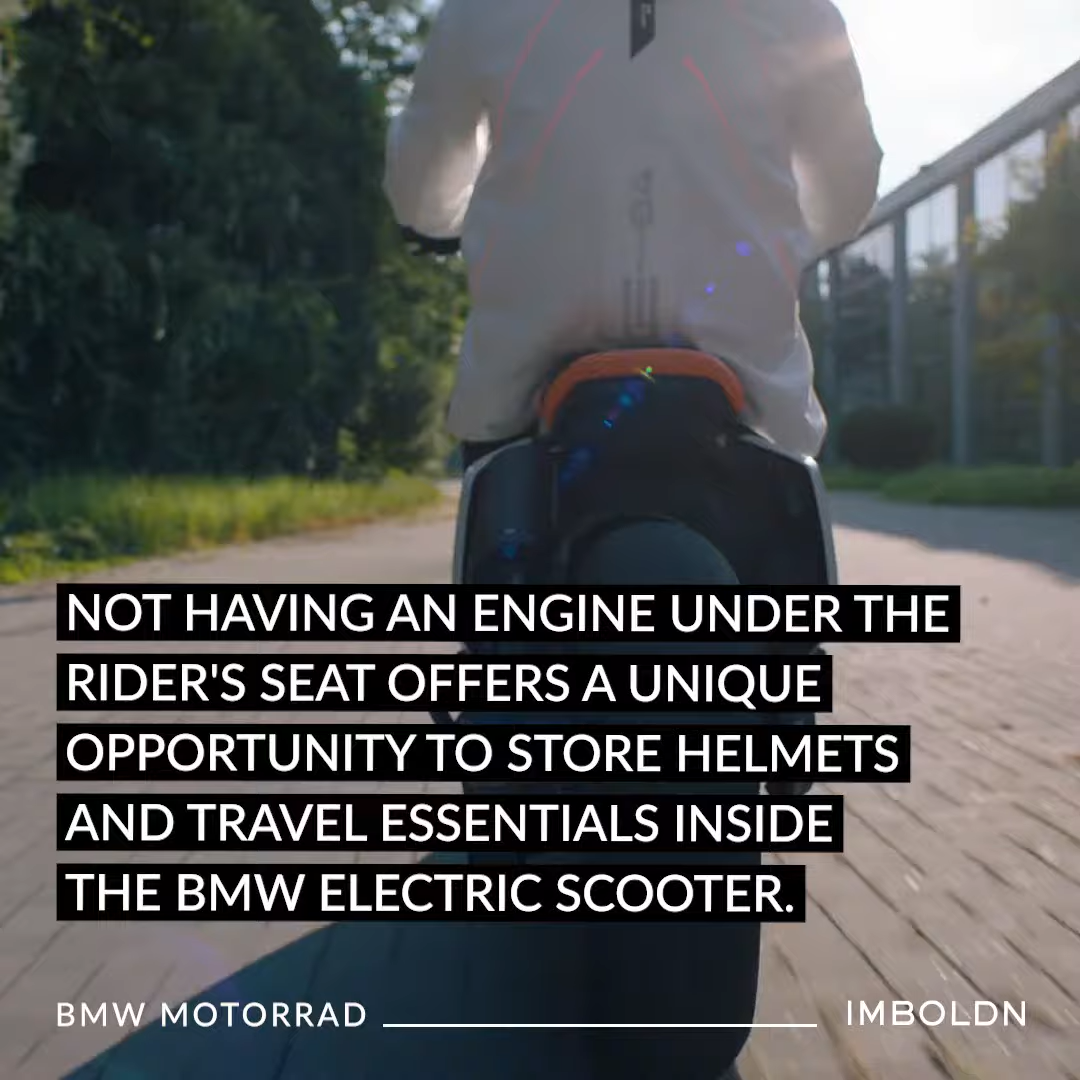 NOT HAVING AN ENGINE UNDER THE
RIDER'S SEAT OFFERS A UNIQUE
OPPORTUNITY TO STORE HELMETS
AND TRAVEL ESSENTIALS INSIDE
THE BMW ELECTRIC SCOOTER.
BMW MOTORRAD
IMBOLDN